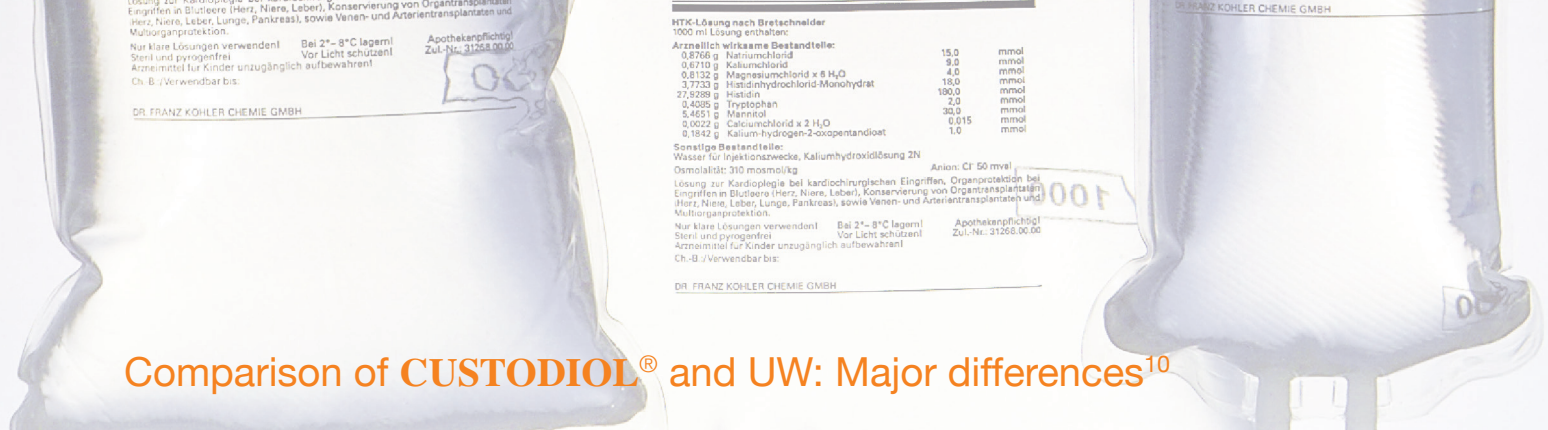 Lösung zur Kardioplegie bei
Eingriffen in Blutleere (Herz, Niere, Leber), Konservierung von Organtransplantaten
(Herz, Niere, Leber, Lunge, Pankreas), sowie Venen- und Arterientransplantaten und
Multiorganprotektion.
Nur klare Lösungen verwenden! Bei 2°– 8°C lagern! Apothekenpflichtig!
Steril und pyrogenfrei Vor Licht schützen! Zul.-Nr.: 31268.00.00
Arzneimittel für Kinder unzugänglich aufbewahren!
Ch.-B.:/Verwendbar bis:
DR. FRANZ KÖHLER CHEMIE GMBH
HTK-Lösung nach Bretschneider
1000 ml Lösung enthalten:
Arzneilich wirksame Bestandteile:
0,8766 g Natriumchlorid 15,0 mmol
0,6710 g Kaliumchlorid 9,0 mmol
0,8132 g Magnesiumchlorid x 6 H₂O 4,0 mmol
3,7733 g Histidinhydrochlorid-Monohydrat 18,0 mmol
27,9289 g Histidin 180,0 mmol
0,4085 g Tryptophan 2,0 mmol
5,4651 g Mannitol 30,0 mmol
0,0022 g Calciumchlorid x 2 H₂O 0,015 mmol
0,1842 g Kalium-hydrogen-2-oxopentandioat 1,0 mmol
Sonstige Bestandteile:
Wasser für Injektionszwecke, Kaliumhydroxidlösung 2N
Osmolalität: 310 mosmol/kg Anion: Cl⁻ 50 mval
Lösung zur Kardioplegie bei kardiochirurgischen Eingriffen, Organprotektion bei
Eingriffen in Blutleere (Herz, Niere, Leber), Konservierung von Organtransplantaten
(Herz, Niere, Leber, Lunge, Pankreas), sowie Venen- und Arterientransplantaten und
Multiorganprotektion.
Nur klare Lösungen verwenden! Bei 2°– 8°C lagern! Apothekenpflichtig!
Steril und pyrogenfrei Vor Licht schützen! Zul.-Nr.: 31268.00.00
Arzneimittel für Kinder unzugänglich aufbewahren!
Ch.-B.:/Verwendbar bis:
DR. FRANZ KÖHLER CHEMIE GMBH
1000
DR. FRANZ KÖHLER CHEMIE GMBH
Comparison of CUSTODIOL® and UW: Major differences¹⁰